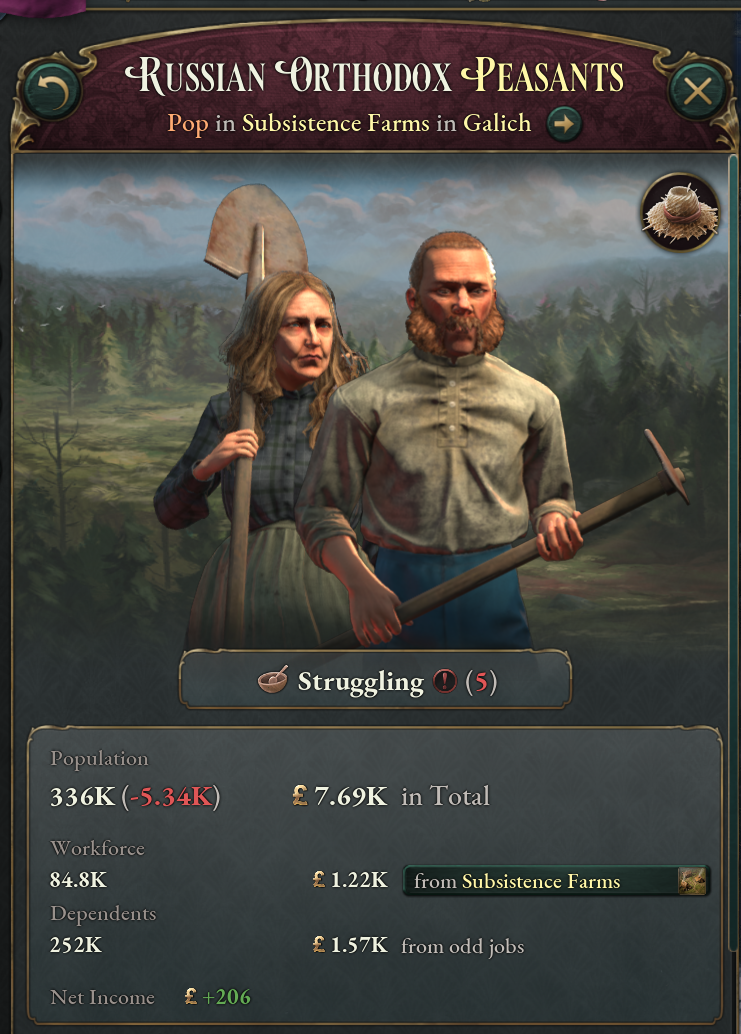 Russian Orthodox Peasants
Pop in Subsistence Farms in Galich
Struggling ! (5)
Population
336K (-5.34K) £ 7.69K in Total
Workforce
84.8K £ 1.22K from Subsistence Farms
Dependents
252K £ 1.57K from odd jobs
Net Income £ +206